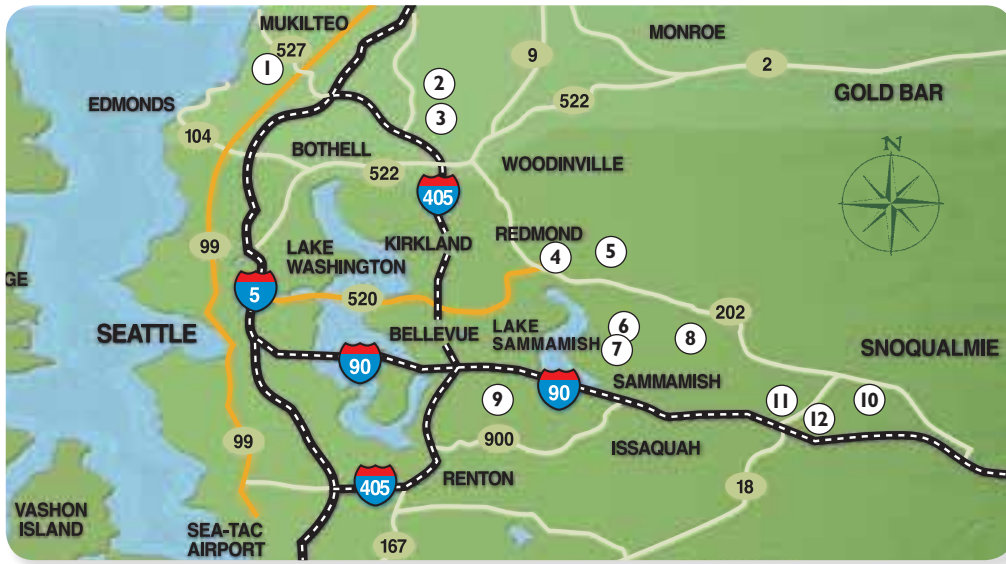 MUKILTEO
527
1
2
3
9
MONROE
2
522
GOLD BAR
EDMONDS
104
BOTHELL
522
WOODINVILLE
N
405
99
LAKE
WASHINGTON
KIRKLAND
REDMOND
4
5
GE
5
520
202
SEATTLE
BELLEVUE
LAKE
SAMMAMISH
6
7
8
SNOQUALMIE
90
90
SAMMAMISH
9
11
12
10
99
900
ISSAQUAH
405
RENTON
18
VASHON
ISLAND
SEA-TAC
AIRPORT
167